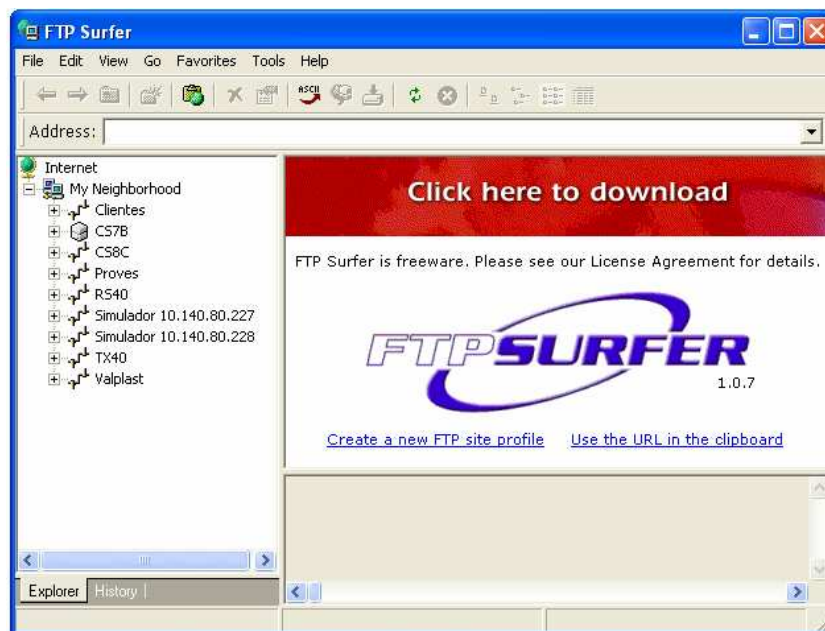 FTP Surfer
File Edit View Go Favorites Tools Help
ASCII
Address:
Internet
My Neighborhood
Clientes
CS7B
CS8C
Proves
RS40
Simulador 10.140.80.227
Simulador 10.140.80.228
TX40
Valplast
Explorer History
Click here to download
FTP Surfer is freeware. Please see our License Agreement for details.
FTPSURFER
1.0.7
Create a new FTP site profile Use the URL in the clipboard